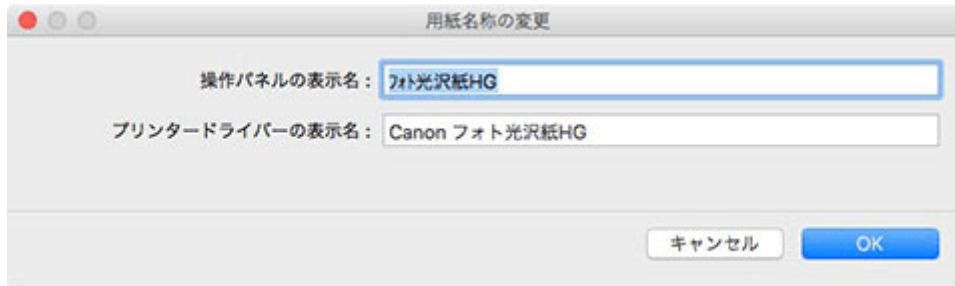 用紙名称の変更
操作パネルの表示名：
ﾌｫﾄ光沢紙HG
プリンタードライバーの表示名：
Canon フォト光沢紙HG
キャンセル
OK